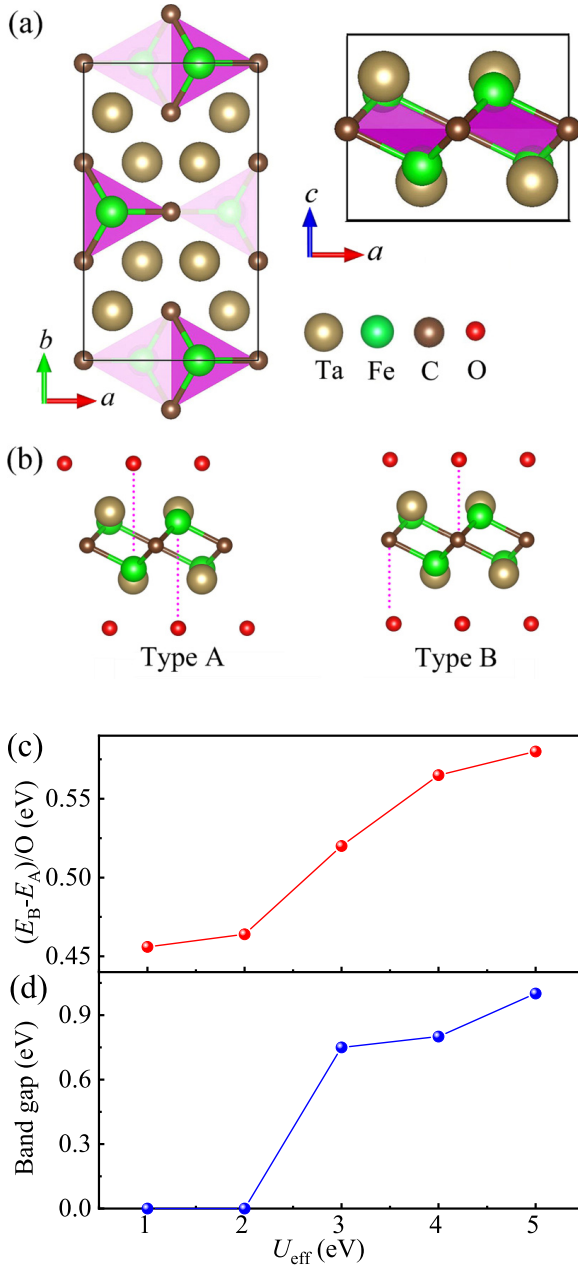 (a)
c
a
b
a
Ta Fe C O
(b)
Type A Type B
(c)
(E_B-E_A)/O (eV)
0.55
0.50
0.45
(d)
Band gap (eV)
0.9
0.6
0.3
0.0
1 2 3 4 5
U_eff (eV)